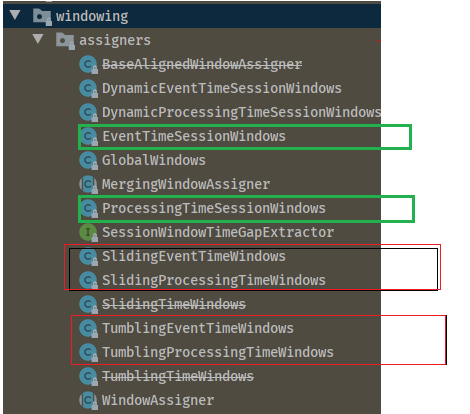 windowing
assigners
BaseAlignedWindowAssigner
DynamicEventTimeSessionWindows
DynamicProcessingTimeSessionWindows
EventTimeSessionWindows
GlobalWindows
MergingWindowAssigner
ProcessingTimeSessionWindows
SessionWindowTimeGapExtractor
SlidingEventTimeWindows
SlidingProcessingTimeWindows
SlidingTimeWindows
TumblingEventTimeWindows
TumblingProcessingTimeWindows
TumblingTimeWindows
WindowAssigner